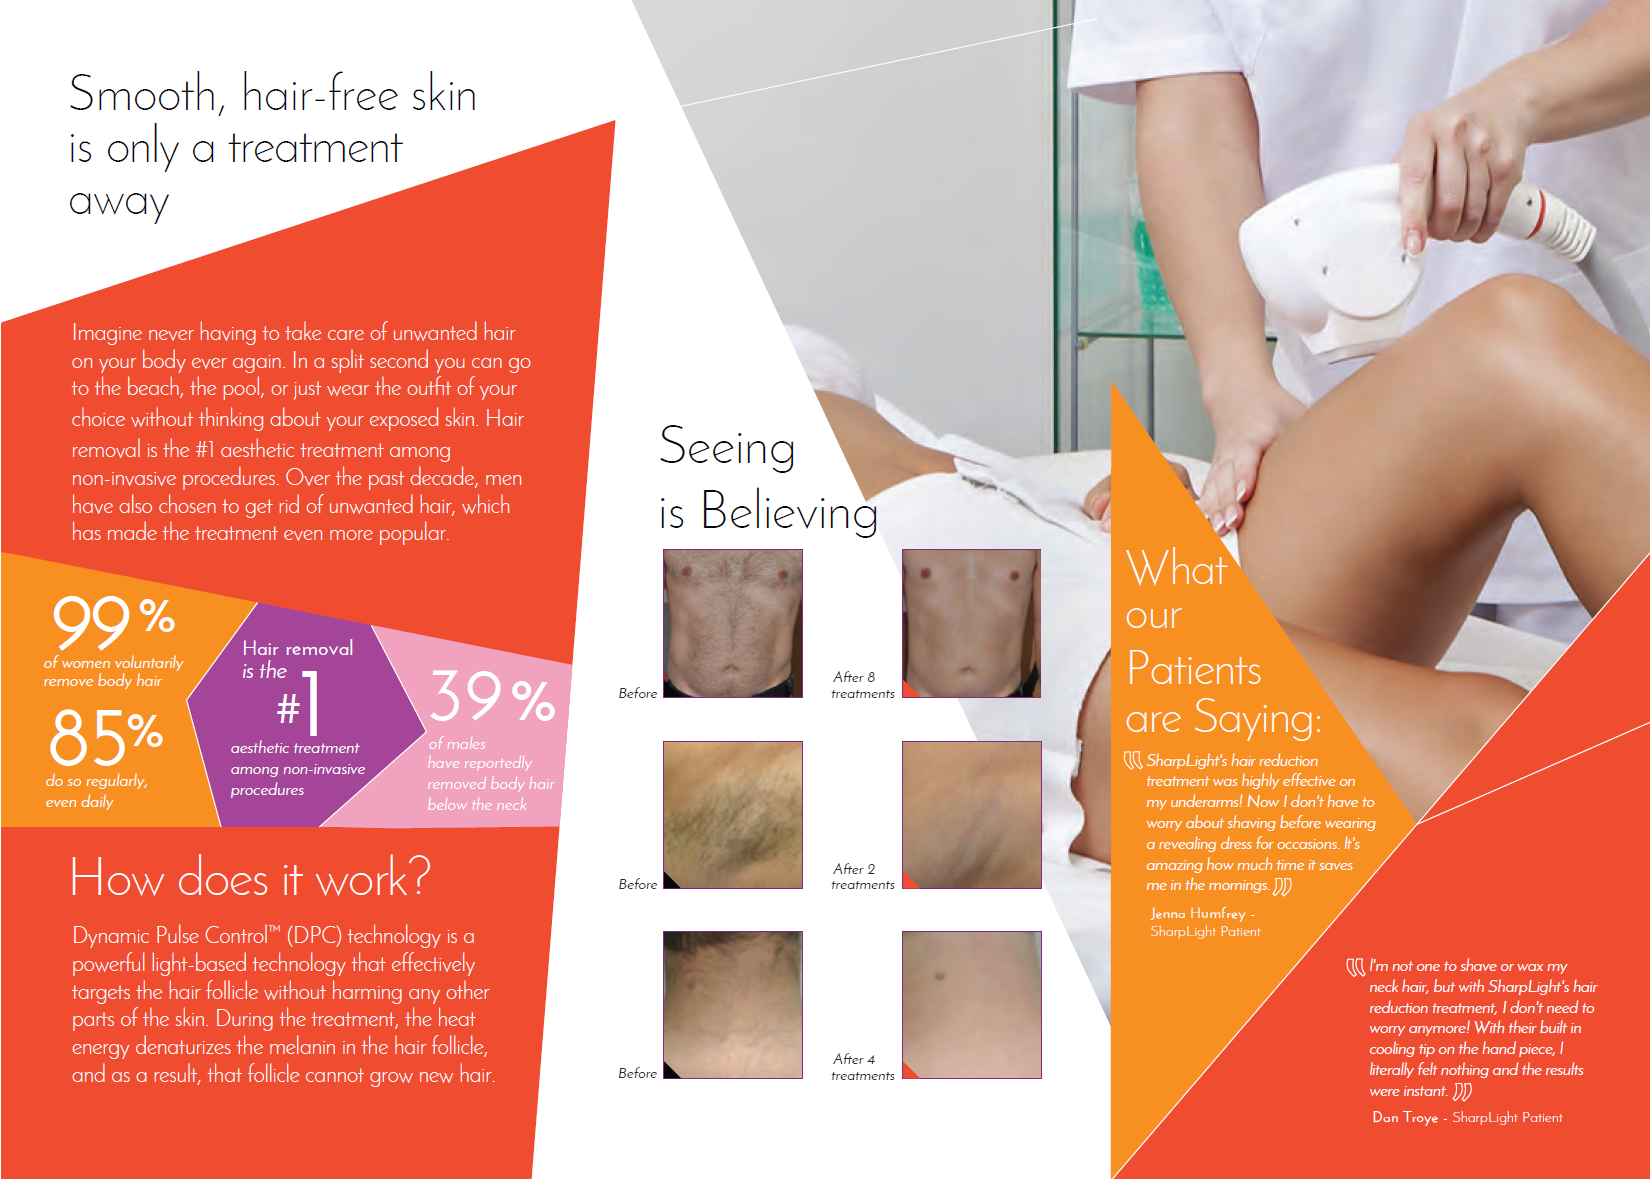 Smooth, hair-free skin
is only a treatment
away
Imagine never having to take care of unwanted hair
on your body ever again. In a split second you can go
to the beach, the pool, or just wear the outfit of your
choice without thinking about your exposed skin. Hair
removal is the #1 aesthetic treatment among
non-invasive procedures. Over the past decade, men
have also chosen to get rid of unwanted hair, which
has made the treatment even more popular.
99%
of women voluntarily
remove body hair
85%
do so regularly,
even daily
Hair removal
is the
#1
aesthetic treatment
among non-invasive
procedures
39%
of males
have reportedly
removed body hair
below the neck
How does it work?
Dynamic Pulse Control™ (DPC) technology is a
powerful light-based technology that effectively
targets the hair follicle without harming any other
parts of the skin. During the treatment, the heat
energy denaturizes the melanin in the hair follicle,
and as a result, that follicle cannot grow new hair.
Seeing
is Believing
Before
After 8
treatments
Before
After 2
treatments
Before
After 4
treatments
What
our
Patients
are Saying:
"SharpLight's hair reduction
treatment was highly effective on
my underarms! Now I don't have to
worry about shaving before wearing
a revealing dress for occasions. It's
amazing how much time it saves
me in the mornings."
Jenna Humfrey -
SharpLight Patient
"I'm not one to shave or wax my
neck hair, but with SharpLight's hair
reduction treatment, I don't need to
worry anymore! With their built in
cooling tip on the hand piece, I
literally felt nothing and the results
were instant."
Dan Troye - SharpLight Patient